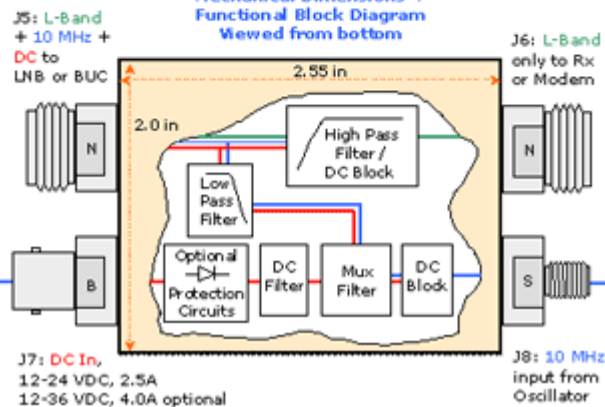 Functional Block Diagram
Viewed from bottom
J5: L-Band
+ 10 MHz +
DC to
LNB or BUC
J6: L-Band
only to Rx
or Modem
2.55 in
2.0 in
N
High Pass
Filter /
DC Block
N
Low
Pass
Filter
B
Optional
Protection
Circuits
DC
Filter
Mux
Filter
DC
Block
S
J7: DC In,
12-24 VDC, 2.5A
12-36 VDC, 4.0A optional
J8: 10 MHz
input from
Oscillator